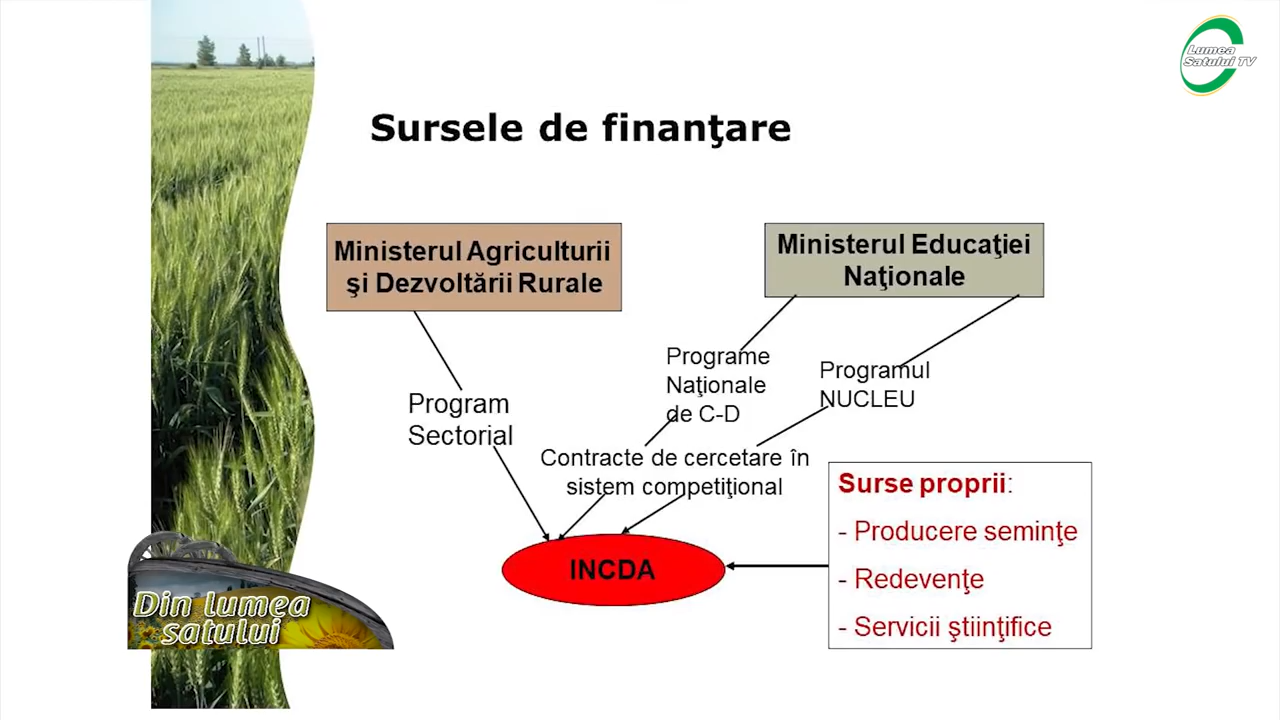 Lumea
Satului TV
Sursele de finanţare
Ministerul Agriculturii
şi Dezvoltării Rurale
Ministerul Educaţiei
Naţionale
Programe
Naţionale
de C-D
Programul
NUCLEU
Program
Sectorial
Contracte de cercetare în
sistem competiţional
Surse proprii:
- Producere seminţe
- Redevenţe
- Servicii ştiinţifice
INCDA
Din lumea
satului